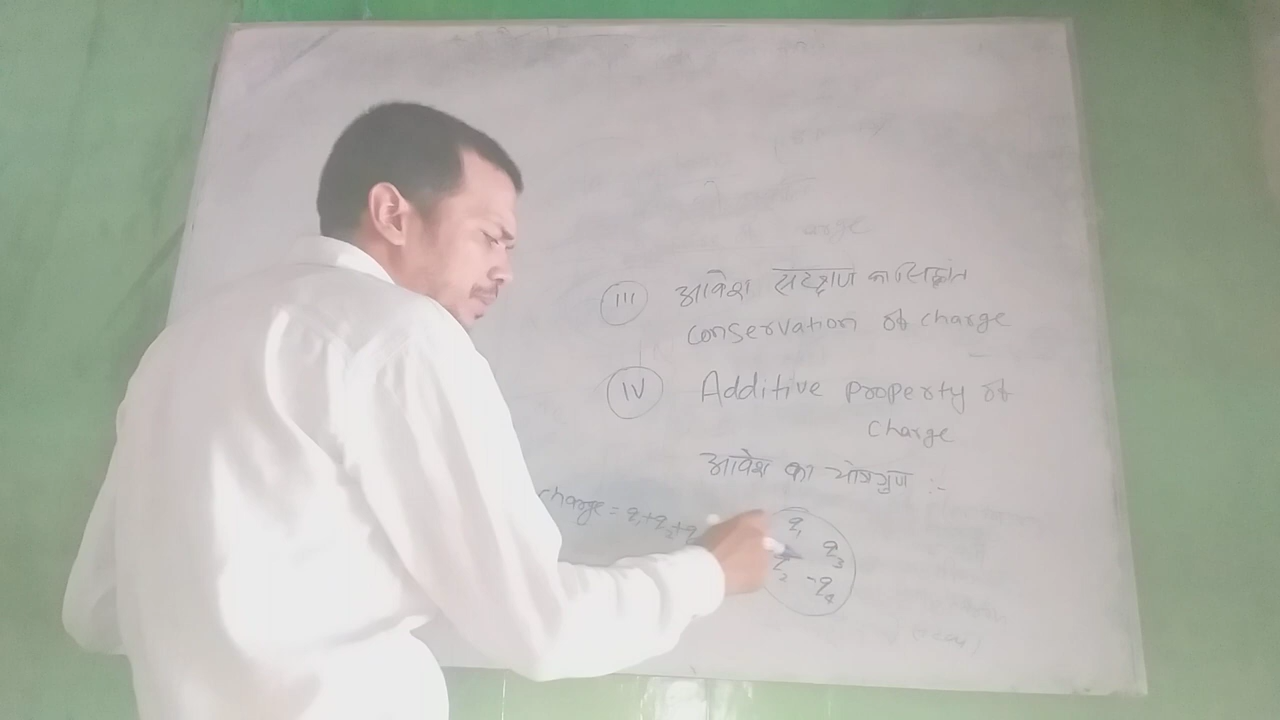 III आवेश संरक्षण का सिद्धांत
conservation of charge
IV Additive property of
charge
आवेश का योगगुण :-
charge = q₁+q₂+q
q₁
q₃
q₂
-q₄